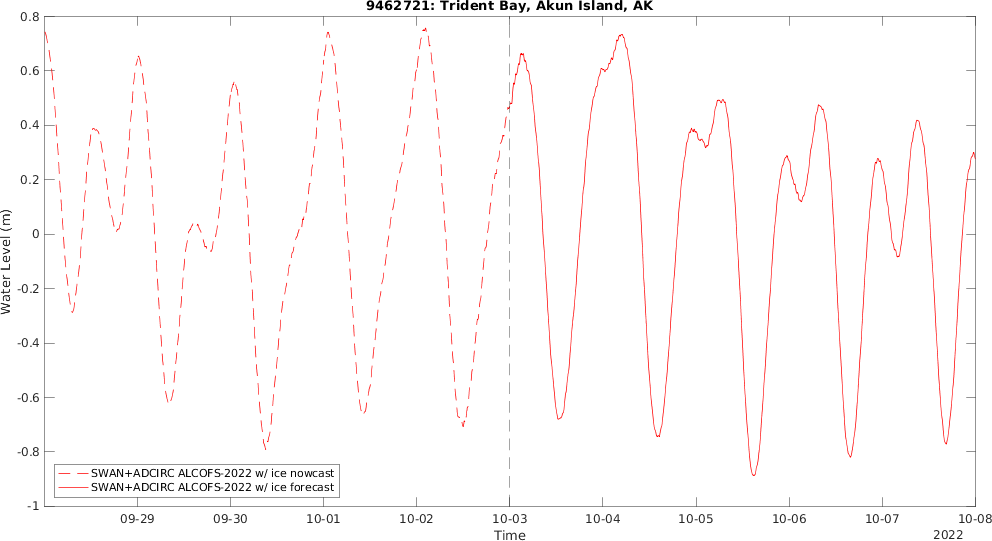 9462721: Trident Bay, Akun Island, AK
Water Level (m)
0.8
0.6
0.4
0.2
0
-0.2
-0.4
-0.6
-0.8
-1
SWAN+ADCIRC ALCOFS-2022 w/ ice nowcast
SWAN+ADCIRC ALCOFS-2022 w/ ice forecast
09-29 09-30 10-01 10-02 10-03 10-04 10-05 10-06 10-07 10-08
Time
2022